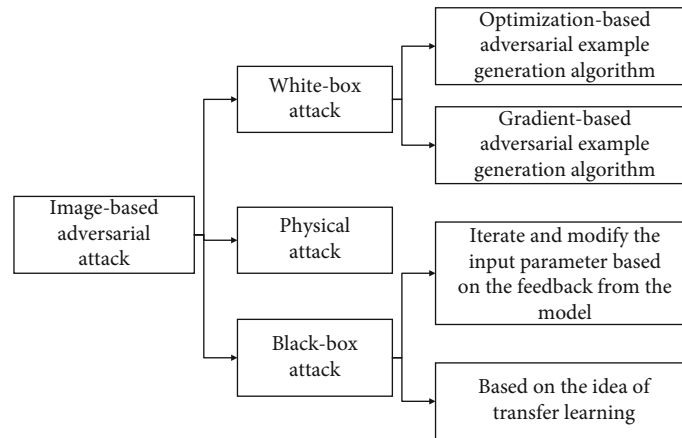 Image-based
adversarial
attack
White-box
attack
Optimization-based
adversarial example
generation algorithm
Gradient-based
adversarial example
generation algorithm
Physical
attack
Black-box
attack
Iterate and modify the
input parameter based
on the feedback from the
model
Based on the idea of
transfer learning